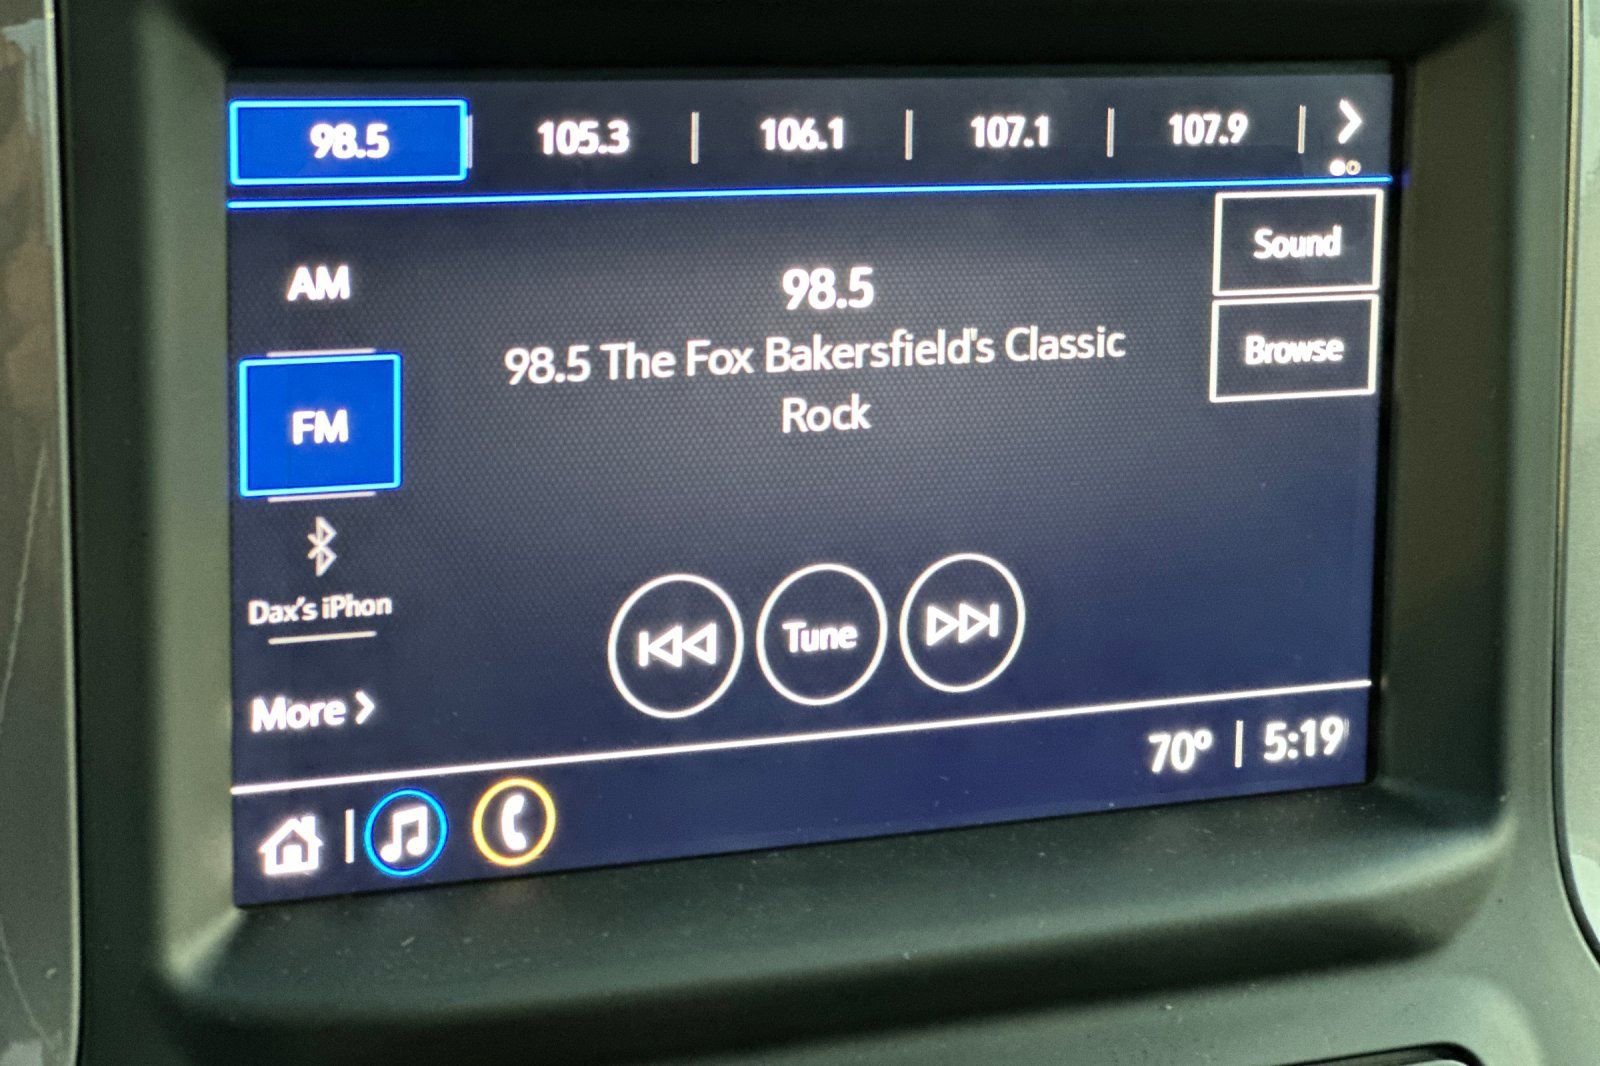 98.5
105.3
106.1
107.1
107.9
AM
FM
Dax's iPhon
More
98.5
98.5 The Fox Bakersfield's Classic
Rock
Sound
Browse
Tune
70º
5:19